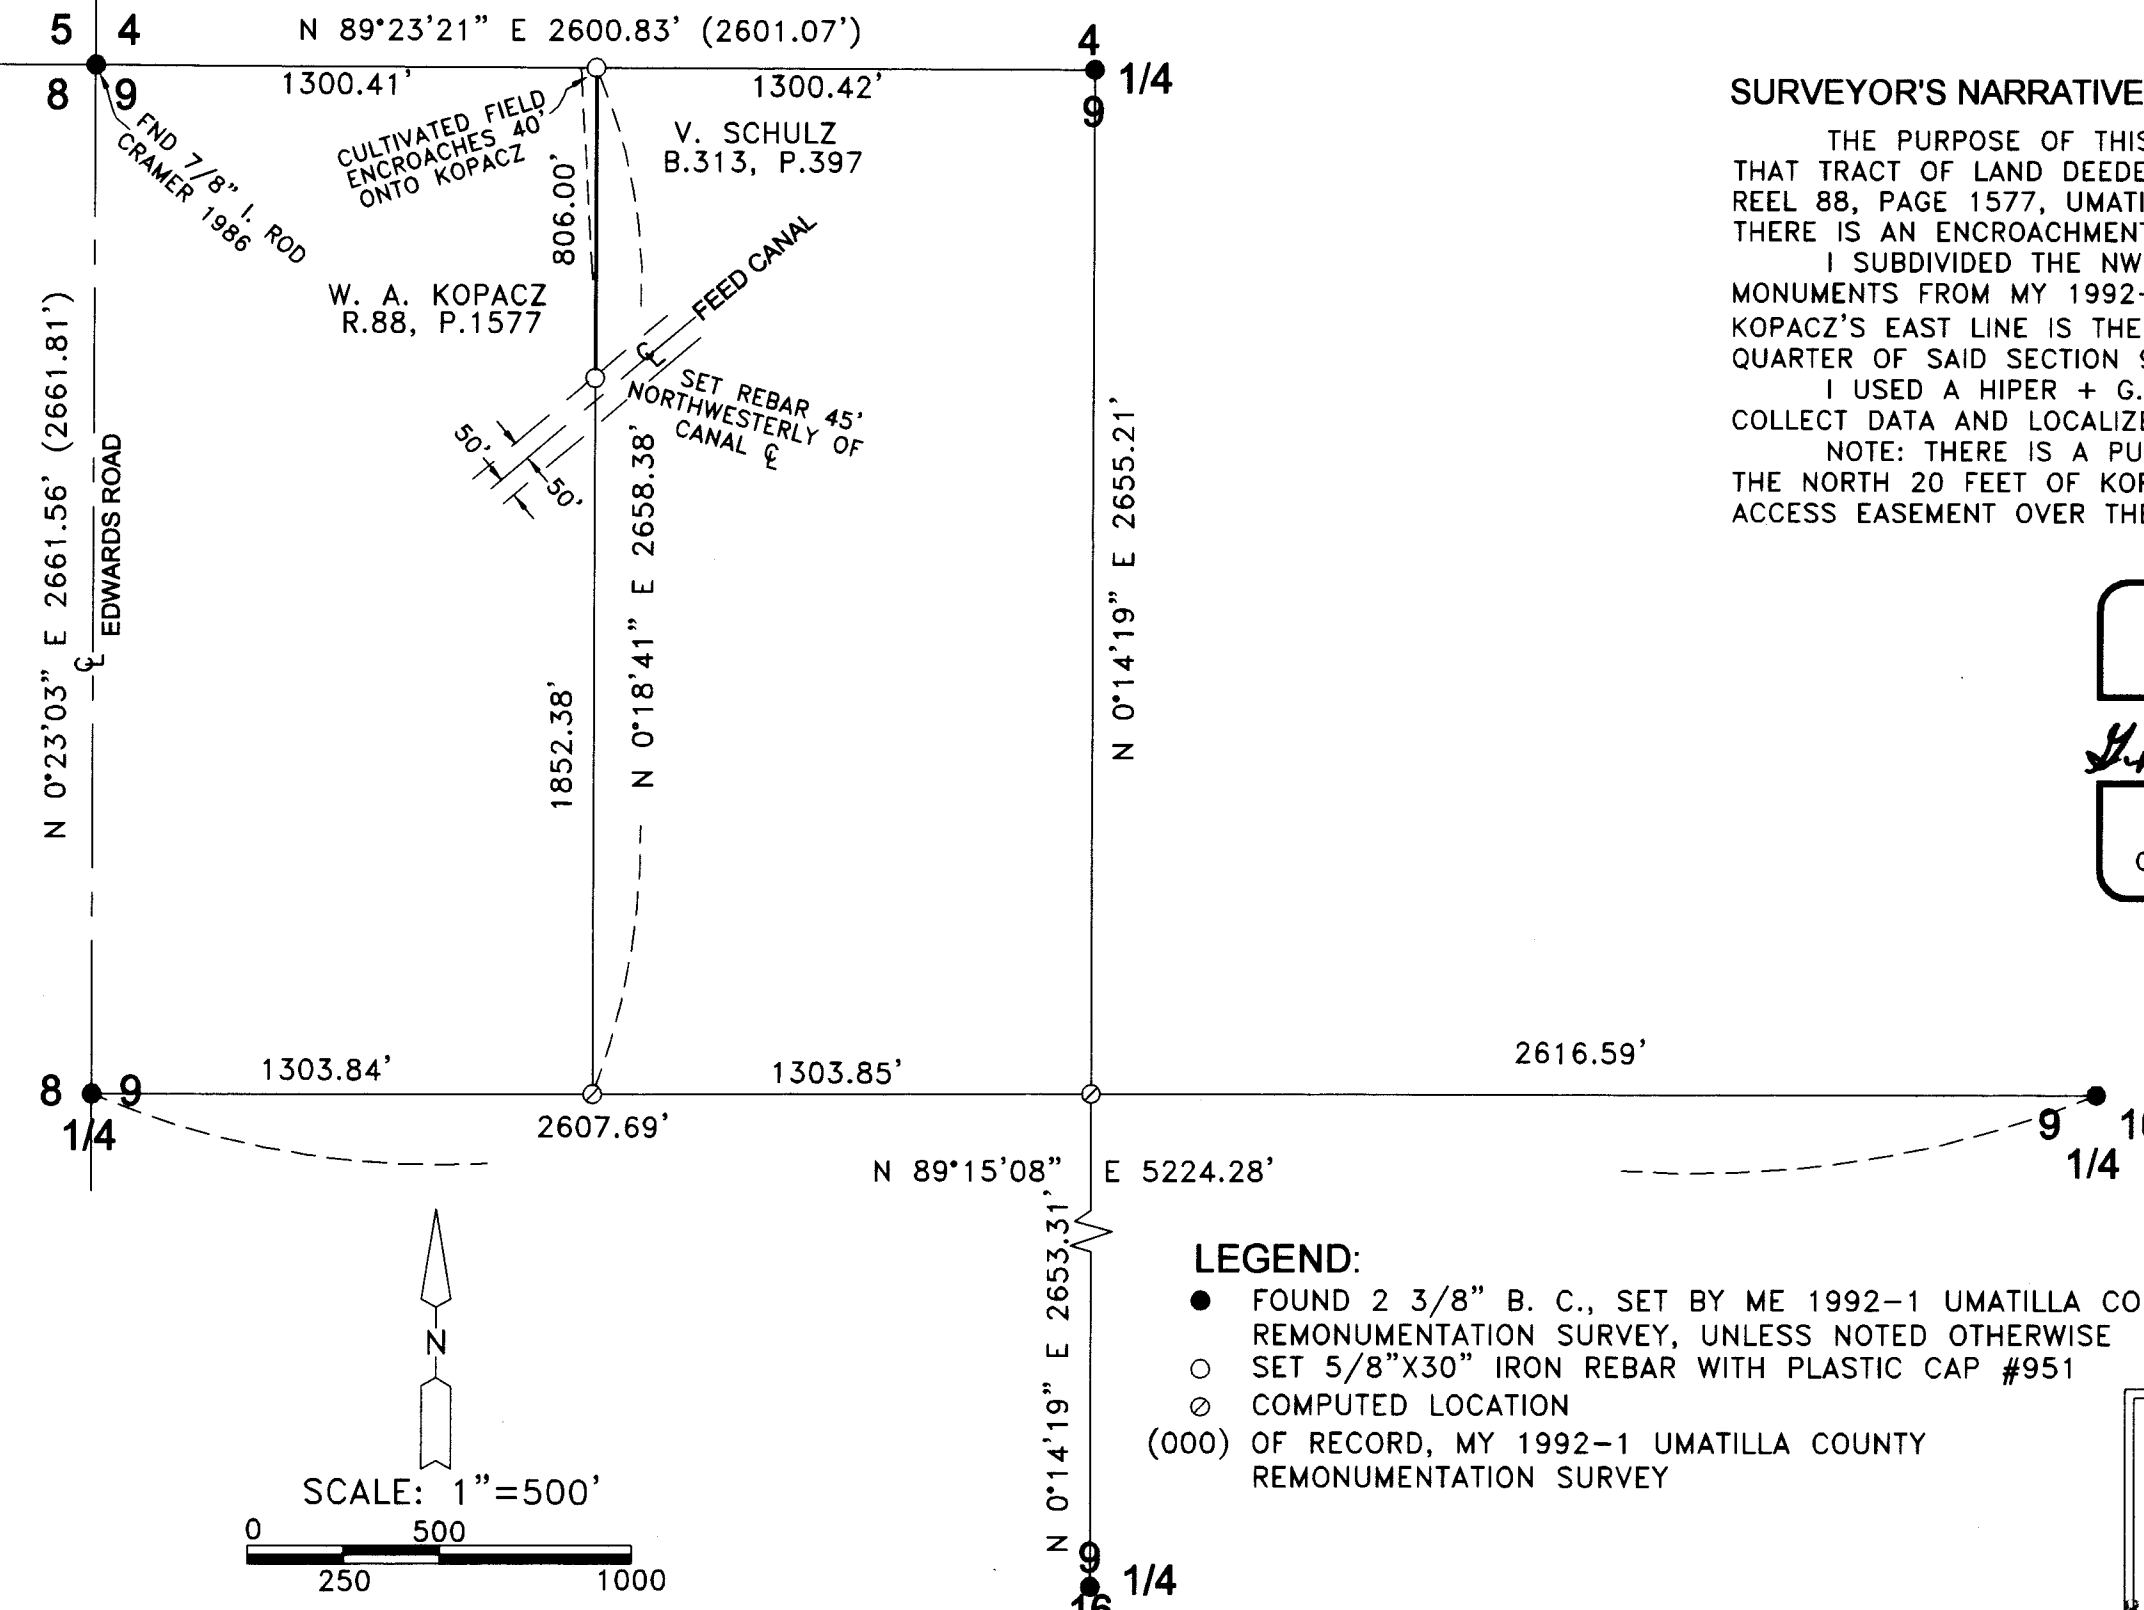 5 4
N 89°23'21" E 2600.83' (2601.07')
4
8 9
1300.41'
1300.42'
1/4
9
FND 7/8" I. ROD
CRAMER 1986
CULTIVATED FIELD
ENCROACHES 40'
ONTO KOPACZ
806.00'
V. SCHULZ
B.313, P.397
W. A. KOPACZ
R.88, P.1577
FEED CANAL
℄
SET REBAR 45'
NORTHWESTERLY OF
CANAL ℄
50'
50'
N 0°23'03" E 2661.56' (2661.81')
℄
EDWARDS ROAD
1852.38'
N 0°18'41" E 2658.38'
N 0°14'19" E 2655.21'
8 9
1/4
1303.84'
1303.85'
2616.59'
2607.69'
9
1/4
N 89°15'08" E 5224.28'
N 0°14'19" E 2653.31'
9
1/4
16
N
SCALE: 1"=500'
0 500
250 1000
LEGEND:
● FOUND 2 3/8" B. C., SET BY ME 1992-1 UMATILLA CO
REMONUMENTATION SURVEY, UNLESS NOTED OTHERWISE
○ SET 5/8"X30" IRON REBAR WITH PLASTIC CAP #951
⊘ COMPUTED LOCATION
(000) OF RECORD, MY 1992-1 UMATILLA COUNTY
REMONUMENTATION SURVEY
SURVEYOR'S NARRATIVE
THE PURPOSE OF THIS
THAT TRACT OF LAND DEEDE
REEL 88, PAGE 1577, UMATI
THERE IS AN ENCROACHMENT
I SUBDIVIDED THE NW
MONUMENTS FROM MY 1992-
KOPACZ'S EAST LINE IS THE
QUARTER OF SAID SECTION 9
I USED A HIPER + G.
COLLECT DATA AND LOCALIZE
NOTE: THERE IS A PU
THE NORTH 20 FEET OF KOP
ACCESS EASEMENT OVER THE